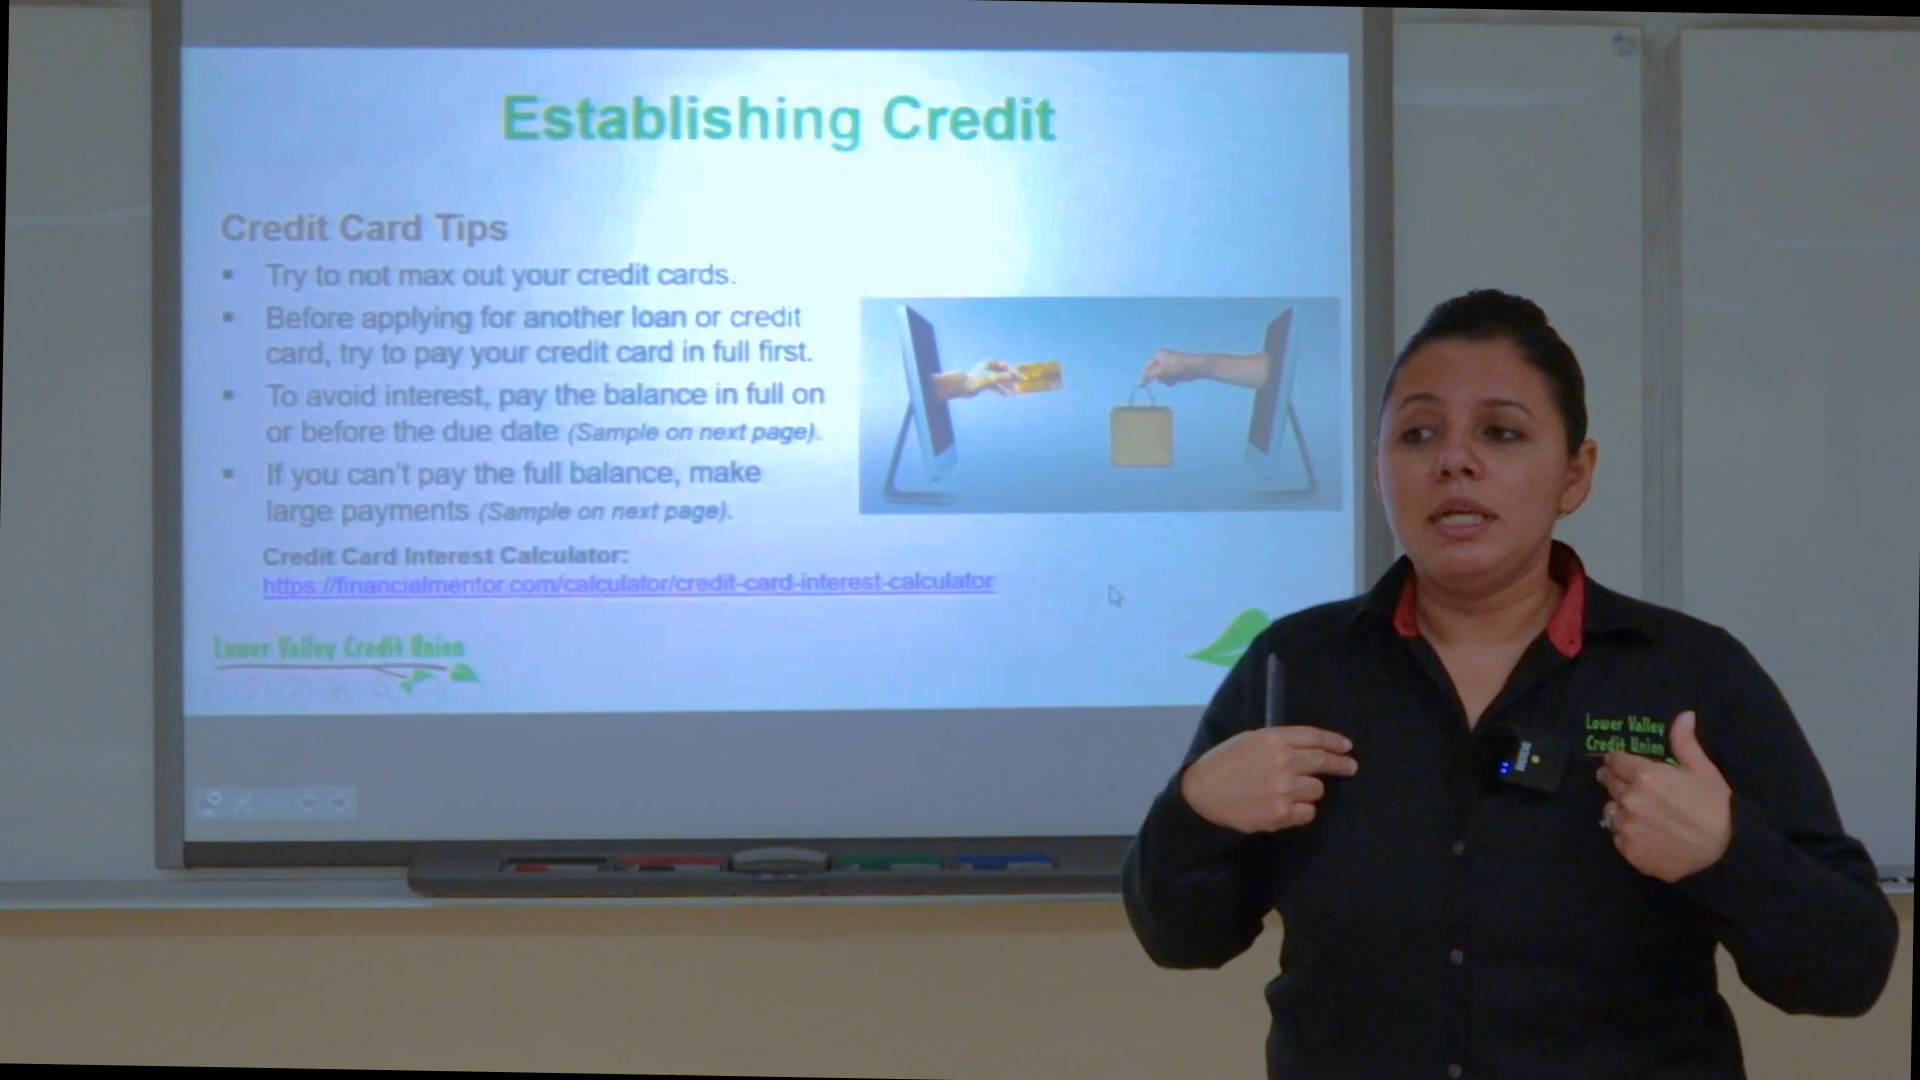 Establishing Credit
Credit Card Tips
▪ Try to not max out your credit cards.
▪ Before applying for another loan or credit
card, try to pay your credit card in full first.
▪ To avoid interest, pay the balance in full on
or before the due date (Sample on next page).
▪ If you can't pay the full balance, make
large payments (Sample on next page).
Credit Card Interest Calculator:
https://financialmentor.com/calculator/credit-card-interest-calculator
Lower Valley Credit Union
Lower Valley
Credit Union
RODE